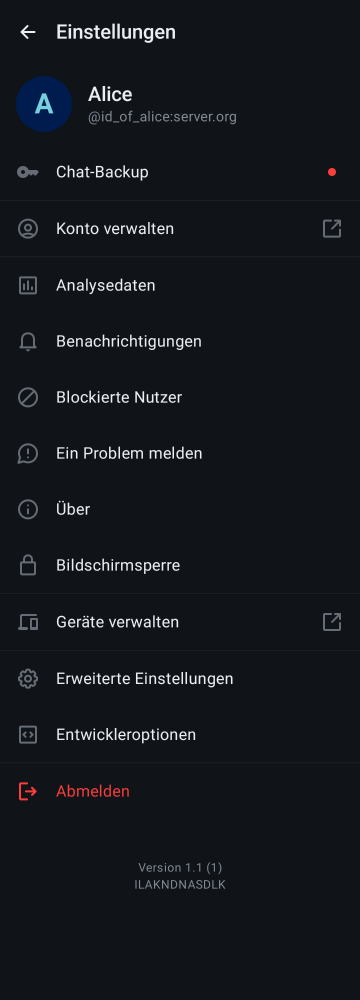 Einstellungen
A
Alice
@id_of_alice:server.org
Chat-Backup
Konto verwalten
Analysedaten
Benachrichtigungen
Blockierte Nutzer
Ein Problem melden
Über
Bildschirmsperre
Geräte verwalten
Erweiterte Einstellungen
Entwickleroptionen
Abmelden
Version 1.1 (1)
ILAKNDNASDLK